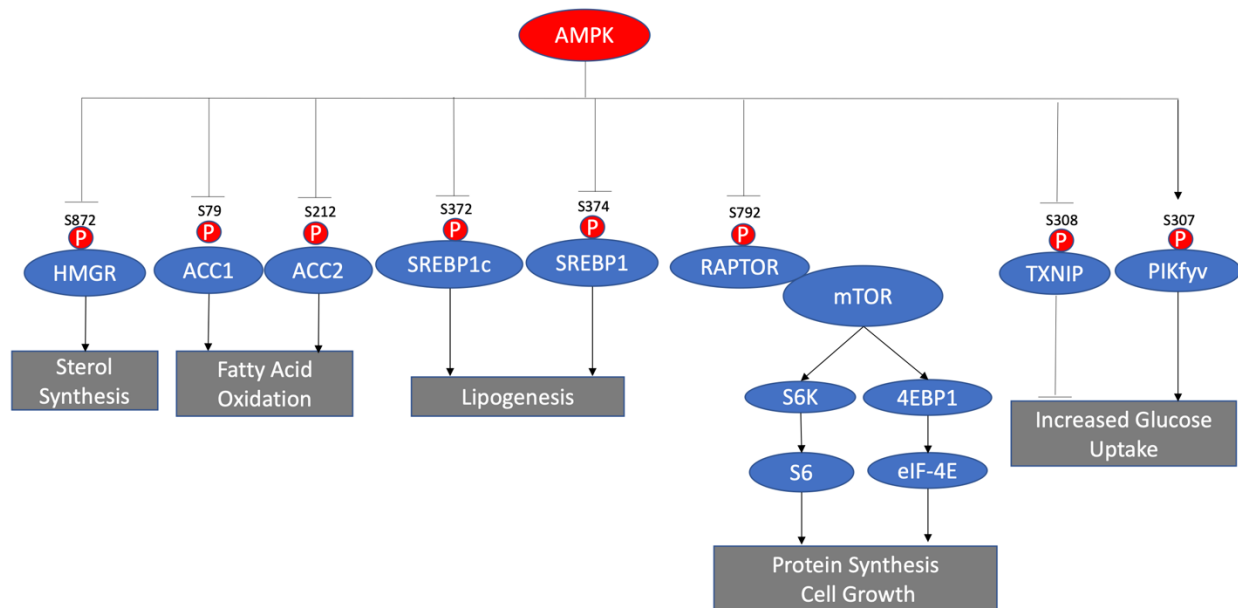 AMPK
S872
S79
S212
S372
S374
S792
S308
S307
P
P
P
P
P
P
P
P
HMGR
ACC1
ACC2
SREBP1c
SREBP1
RAPTOR
mTOR
TXNIP
PIKfyv
Sterol
Synthesis
Fatty Acid
Oxidation
Lipogenesis
S6K
4EBP1
S6
eIF-4E
Increased Glucose
Uptake
Protein Synthesis
Cell Growth